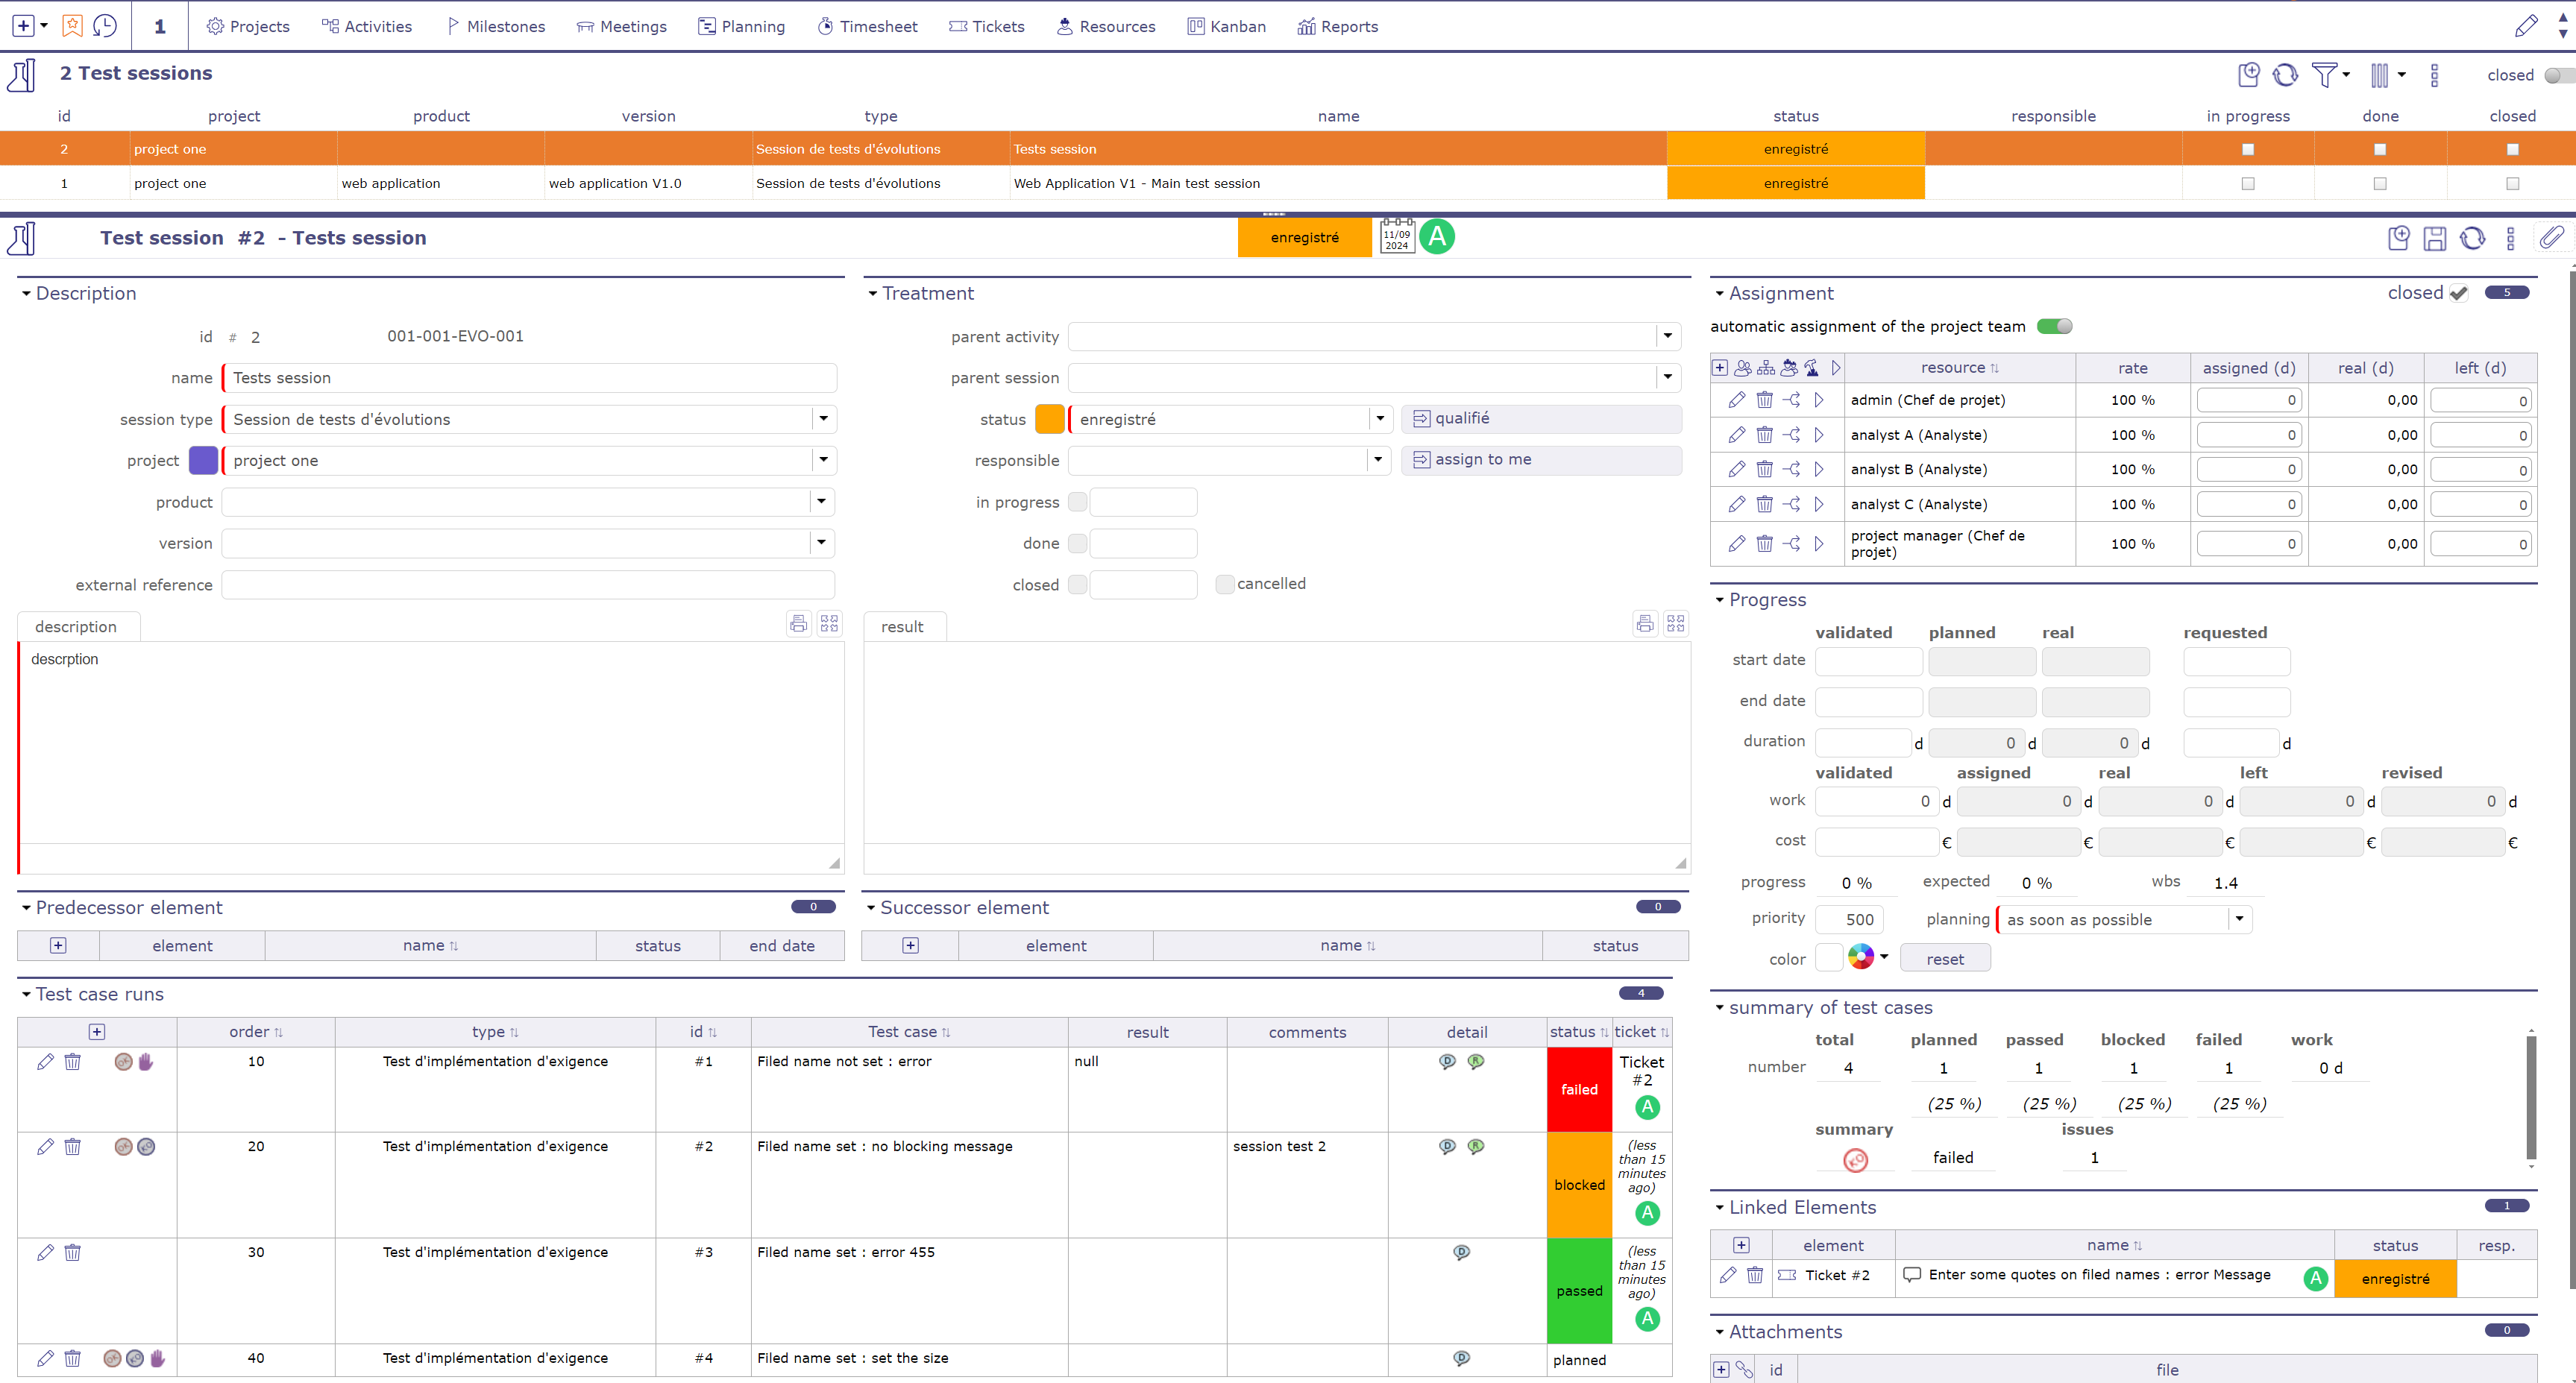 1 Projects Activities Milestones Meetings Planning Timesheet Tickets Resources Kanban Reports
2 Test sessions closed
id project product version type name status responsible in progress done closed
2 project one Session de tests d'évolutions Tests session enregistré
1 project one web application web application V1.0 Session de tests d'évolutions Web Application V1 - Main test session enregistré
Test session #2 - Tests session enregistré 11/09 2024 A
Description
id # 2 001-001-EVO-001
name Tests session
session type Session de tests d'évolutions
project project one
product
version
external reference
description
descrption
Treatment
parent activity
parent session
status enregistré qualifié
responsible assign to me
in progress
done
closed cancelled
result
Predecessor element 0
element name status end date
Successor element 0
element name status
Test case runs 4
order type id Test case result comments detail status ticket
10 Test d'implémentation d'exigence #1 Filed name not set : error null D R failed Ticket #2 A
20 Test d'implémentation d'exigence #2 Filed name set : no blocking message session test 2 D R blocked (less than 15 minutes ago) A
30 Test d'implémentation d'exigence #3 Filed name set : error 455 D passed (less than 15 minutes ago) A
40 Test d'implémentation d'exigence #4 Filed name set : set the size D planned
Assignment closed 5
automatic assignment of the project team
resource rate assigned (d) real (d) left (d)
admin (Chef de projet) 100 % 0 0,00 0
analyst A (Analyste) 100 % 0 0,00 0
analyst B (Analyste) 100 % 0 0,00 0
analyst C (Analyste) 100 % 0 0,00 0
project manager (Chef de
projet) 100 % 0 0,00 0
Progress
validated planned real requested
start date
end date
duration d 0 d 0 d d
validated assigned real left revised
work 0 d 0 d 0 d 0 d 0 d
cost € € € € €
progress 0 % expected 0 % wbs 1.4
priority 500 planning as soon as possible
color reset
summary of test cases
total planned passed blocked failed work
number 4 1 1 1 1 0 d
(25 %) (25 %) (25 %) (25 %)
summary issues
failed 1
Linked Elements 1
element name status resp.
Ticket #2 Enter some quotes on filed names : error Message A enregistré
Attachments 0
id file